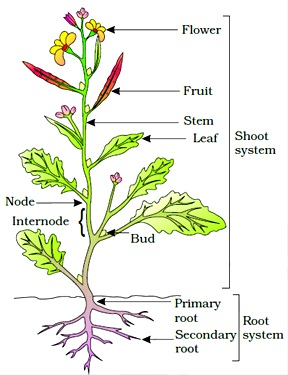 Flower
Fruit
Stem
Leaf
Shoot
system
Node
Internode
Bud
Primary
root
Secondary
root
Root
system